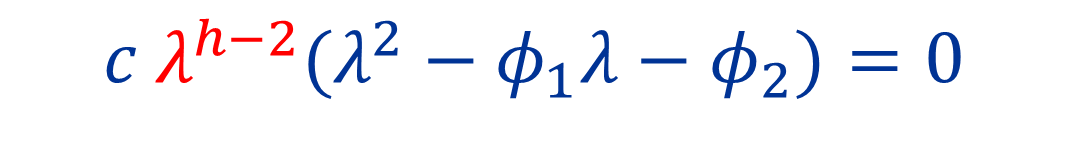 c λ^{h−2}(λ² − ϕ₁λ − ϕ₂) = 0